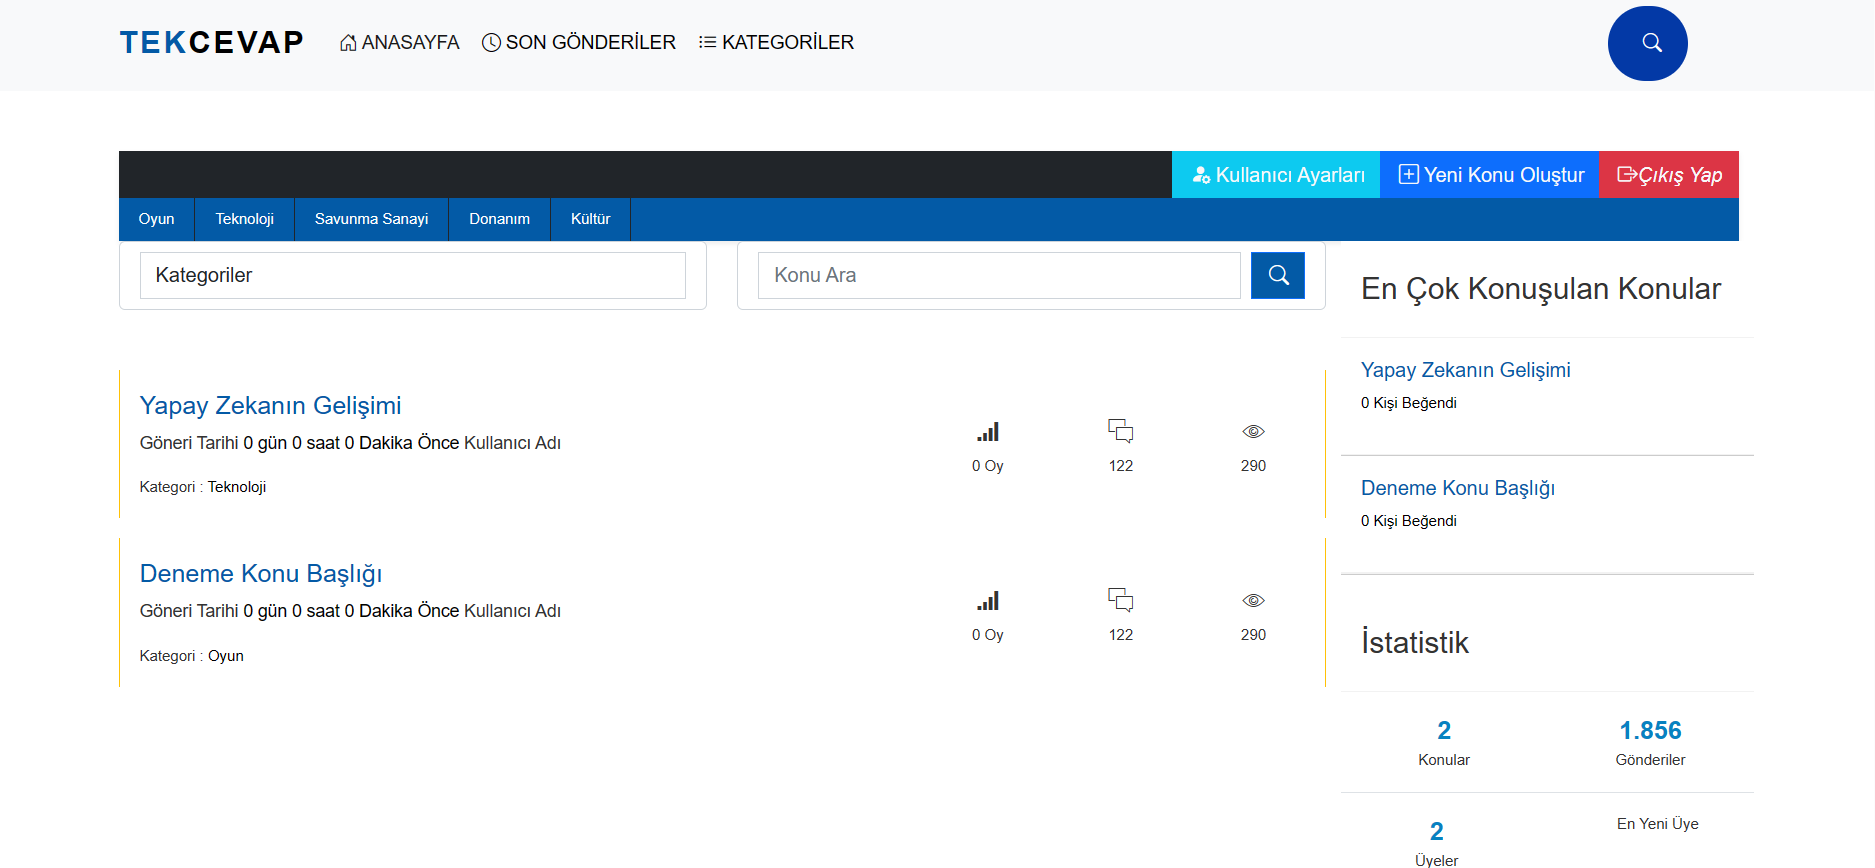 TEKCEVAP ANASAYFA SON GÖNDERİLER KATEGORİLER
Kullanıcı Ayarları Yeni Konu Oluştur Çıkış Yap
Oyun Teknoloji Savunma Sanayi Donanım Kültür
Kategoriler
Konu Ara
Yapay Zekanın Gelişimi
Göneri Tarihi 0 gün 0 saat 0 Dakika Önce Kullanıcı Adı
Kategori : Teknoloji
0 Oy 122 290
Deneme Konu Başlığı
Göneri Tarihi 0 gün 0 saat 0 Dakika Önce Kullanıcı Adı
Kategori : Oyun
0 Oy 122 290
En Çok Konuşulan Konular
Yapay Zekanın Gelişimi
0 Kişi Beğendi
Deneme Konu Başlığı
0 Kişi Beğendi
İstatistik
2 1.856
Konular Gönderiler
2 En Yeni Üye
Üyeler